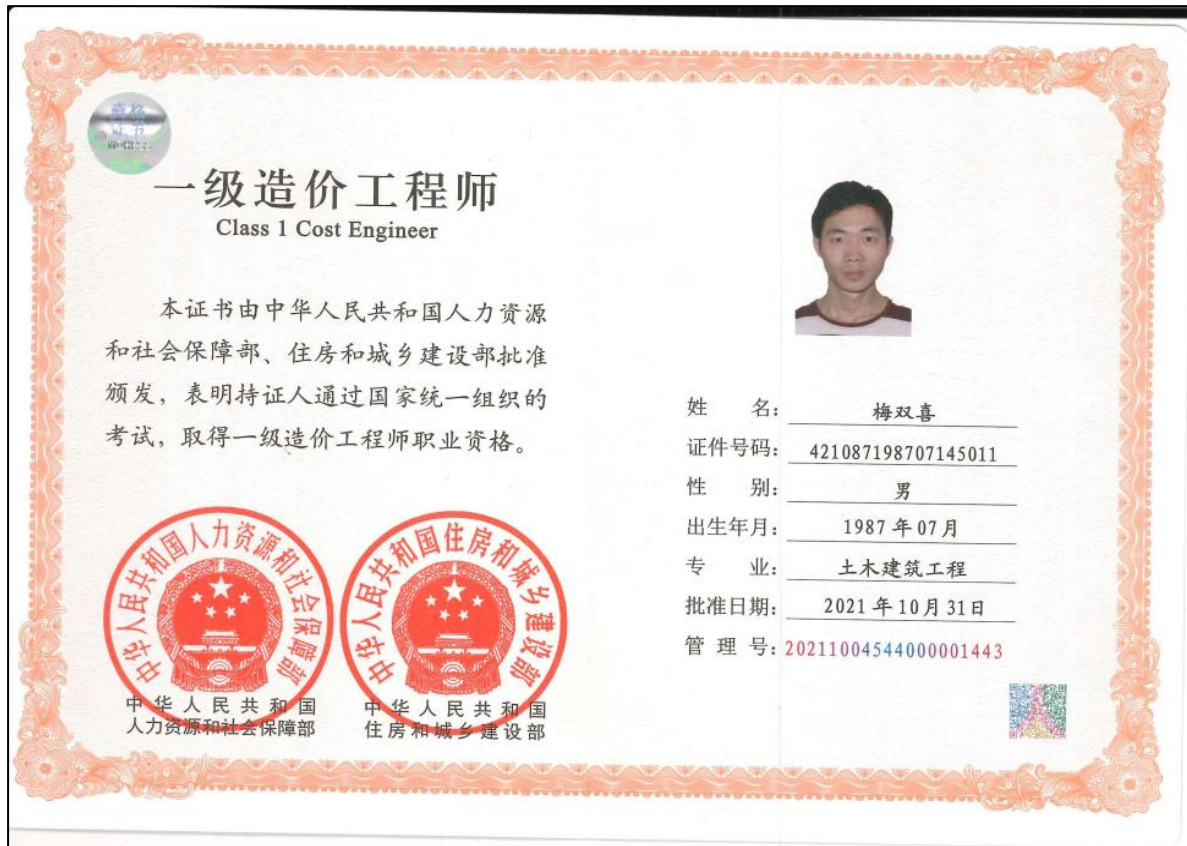 资格
证书
一级造价工程师
Class 1 Cost Engineer
本证书由中华人民共和国人力资源
和社会保障部、住房和城乡建设部批准
颁发，表明持证人通过国家统一组织的
考试，取得一级造价工程师职业资格。
中华人民共和国人力资源和社会保障部
中华人民共和国
人力资源和社会保障部
中华人民共和国住房和城乡建设部
中华人民共和国
住房和城乡建设部
姓 名：梅双喜
证件号码：421087198707145011
性 别：男
出生年月：1987年07月
专 业：土木建筑工程
批准日期：2021年10月31日
管 理 号：20211004544000001443